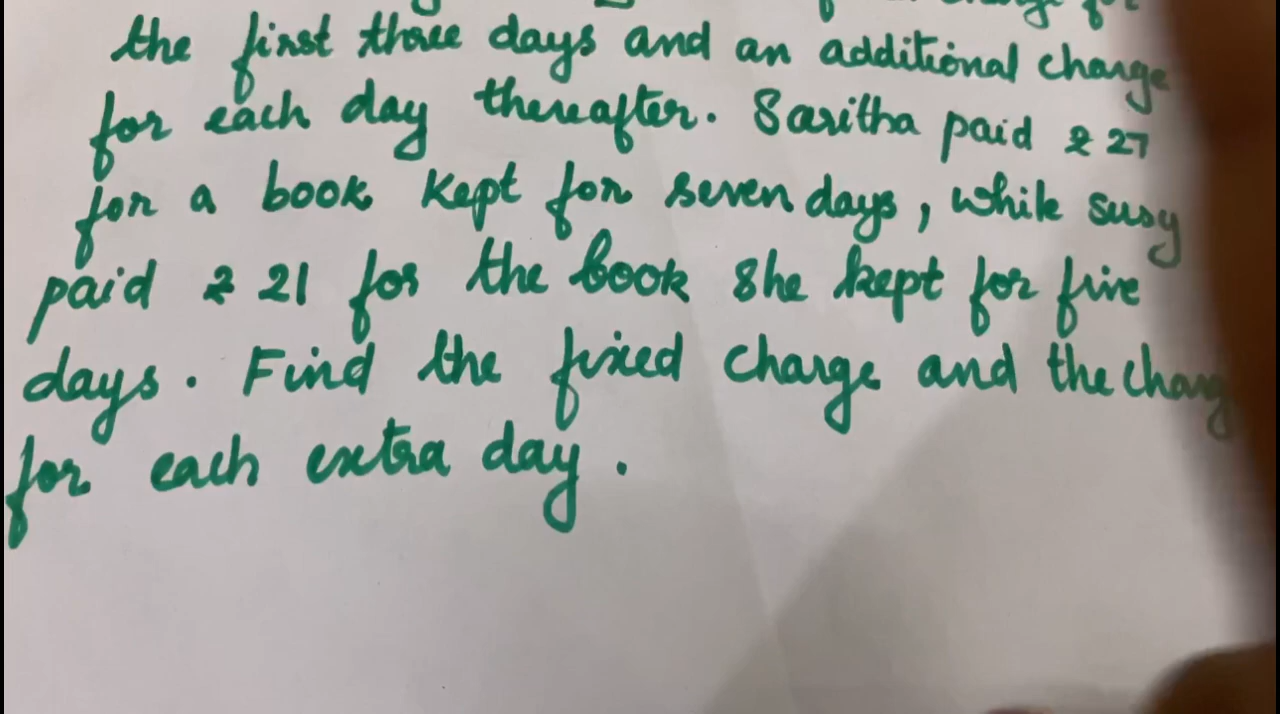 the first three days and an additional charge
for each day thereafter. Saritha paid ₹ 27
for a book kept for seven days, while susy
paid ₹ 21 for the book she kept for five
days. Find the fixed charge and the charg
for each extra day.